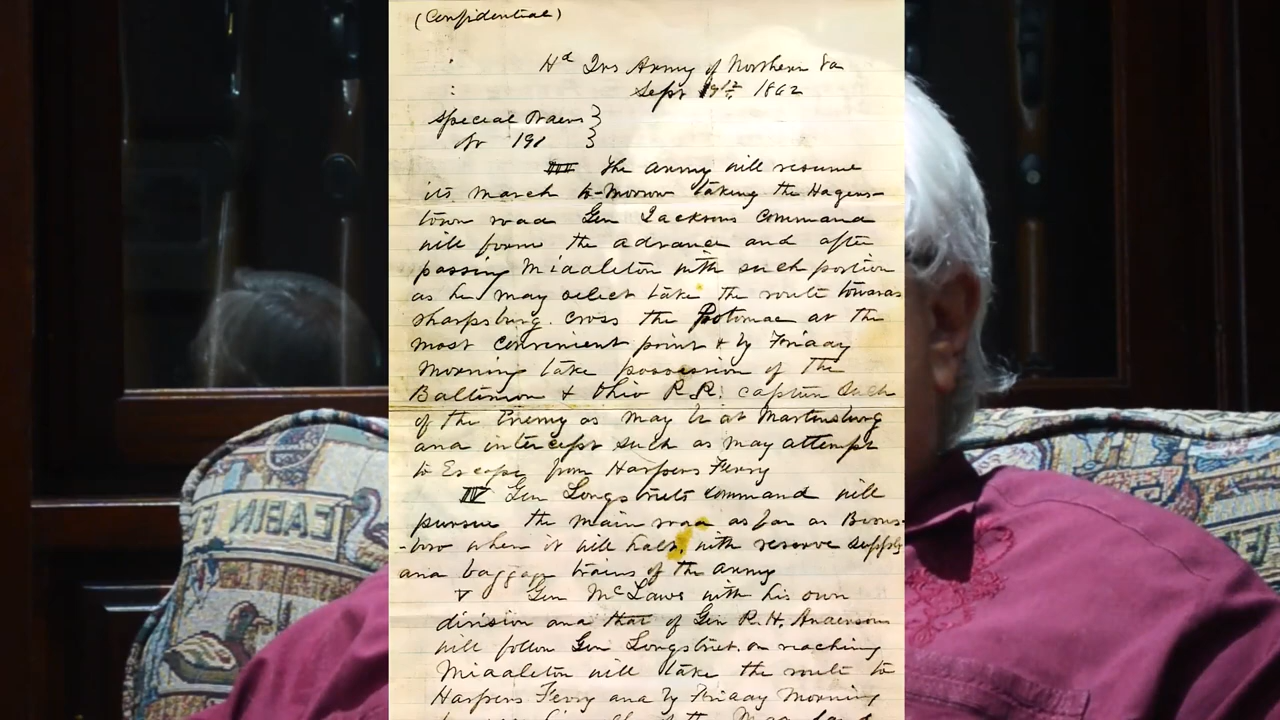 (Confidential)
Hd Qrs Army of Northern Va
Sept 9th 1862
Special Orders }
No 191 }
III The Army will resume
its march to-morrow taking the Hagers-
town road Gen Jacksons Command
will form the advance and after
passing Middleton with such portion
as he may select take the route towards
Sharpsburg. Cross the Potomac at the
most convenient point & by Friday
Morning take possession of the
Baltimore & Ohio R.R. capture such
of the Enemy as may be at Martinsburg
and intercept such as may attempt
to Escape from Harpers Ferry
IV Gen Longstreets command will
pursue the main road as far as Boons-
-boro where it will halt, with reserve supply
and baggage trains of the army
V Gen McLaws with his own
division and that of Gen R.H. Anderson
will follow Gen Longstreet. on reaching
Middleton will take the route to
Harpers Ferry and by Friday Morning
LEABIEN